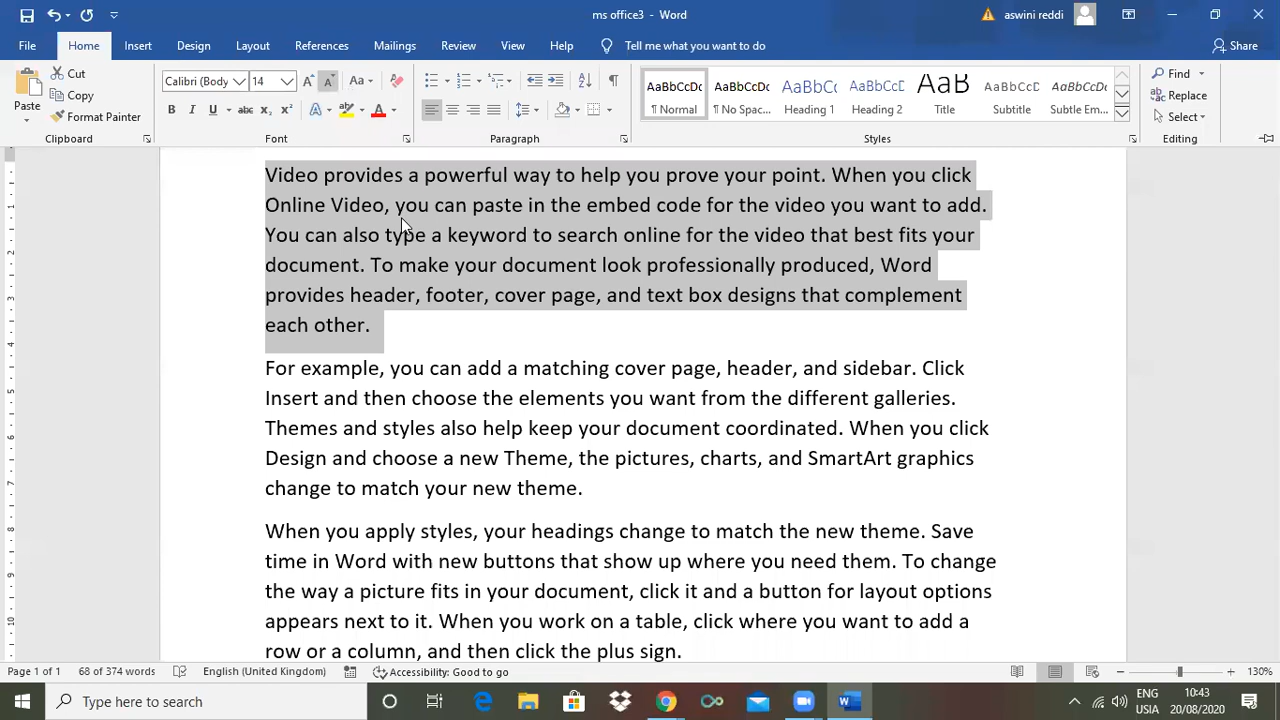 ms office3 - Word
aswini reddi
File Home Insert Design Layout References Mailings Review View Help Tell me what you want to do Share
Paste
Cut
Copy
Format Painter
Clipboard
Calibri (Body 14 A A Aa
B I U abc x₂ x² A A
Font
Paragraph
AaBbCcDc AaBbCcDc AaBbCc AaBbCcC AaB AaBbCcD AaBbCcDc
¶ Normal ¶ No Spac... Heading 1 Heading 2 Title Subtitle Subtle Em...
Styles
Find
Replace
Select
Editing
Video provides a powerful way to help you prove your point. When you click
Online Video, you can paste in the embed code for the video you want to add.
You can also type a keyword to search online for the video that best fits your
document. To make your document look professionally produced, Word
provides header, footer, cover page, and text box designs that complement
each other.
For example, you can add a matching cover page, header, and sidebar. Click
Insert and then choose the elements you want from the different galleries.
Themes and styles also help keep your document coordinated. When you click
Design and choose a new Theme, the pictures, charts, and SmartArt graphics
change to match your new theme.
When you apply styles, your headings change to match the new theme. Save
time in Word with new buttons that show up where you need them. To change
the way a picture fits in your document, click it and a button for layout options
appears next to it. When you work on a table, click where you want to add a
row or a column, and then click the plus sign.
1
2
3
4
5
6
7
8
9
10
Page 1 of 1 68 of 374 words English (United Kingdom) Accessibility: Good to go 130%
Type here to search
ENG
USIA
10:43
20/08/2020